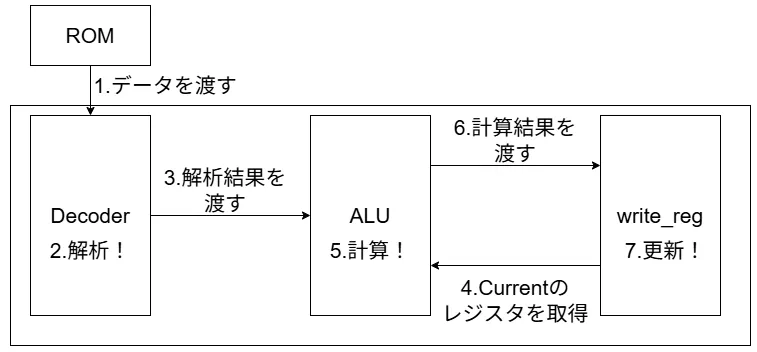 ROM
1.データを渡す
Decoder
2.解析！
3.解析結果を
渡す
ALU
5.計算！
6.計算結果を
渡す
4.Currentの
レジスタを取得
write_reg
7.更新！